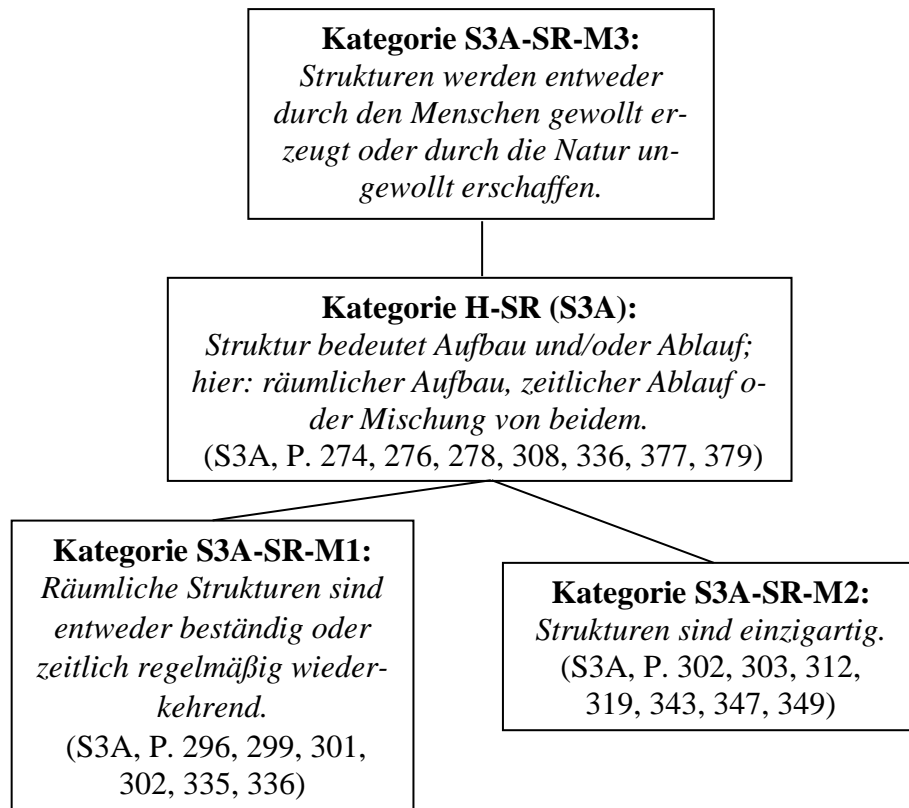 Kategorie S3A-SR-M3:
Strukturen werden entweder
durch den Menschen gewollt er-
zeugt oder durch die Natur un-
gewollt erschaffen.
Kategorie H-SR (S3A):
Struktur bedeutet Aufbau und/oder Ablauf;
hier: räumlicher Aufbau, zeitlicher Ablauf o-
der Mischung von beidem.
(S3A, P. 274, 276, 278, 308, 336, 377, 379)
Kategorie S3A-SR-M1:
Räumliche Strukturen sind
entweder beständig oder
zeitlich regelmäßig wieder-
kehrend.
(S3A, P. 296, 299, 301,
302, 335, 336)
Kategorie S3A-SR-M2:
Strukturen sind einzigartig.
(S3A, P. 302, 303, 312,
319, 343, 347, 349)